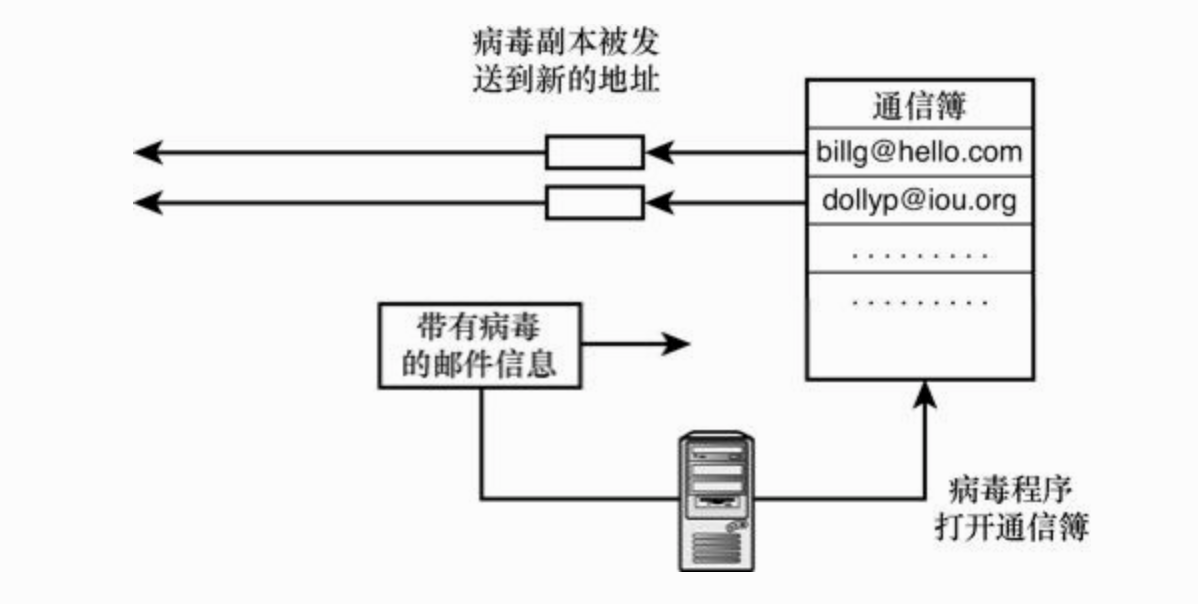 病毒副本被发
送到新的地址
通信簿
billg@hello.com
dollyp@iou.org
.........
.........
带有病毒
的邮件信息
病毒程序
打开通信簿